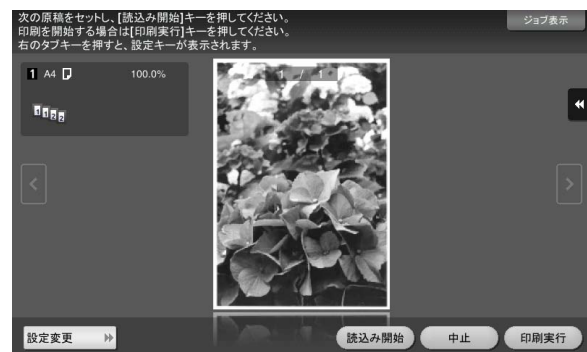 次の原稿をセットし、[読込み開始]キーを押してください。
印刷を開始する場合は[印刷実行]キーを押してください。
右のタブキーを押すと、設定キーが表示されます。
ジョブ表示
1 A4 100.0%
1 1 2 2
1 / 1
設定変更
読込み開始
中止
印刷実行